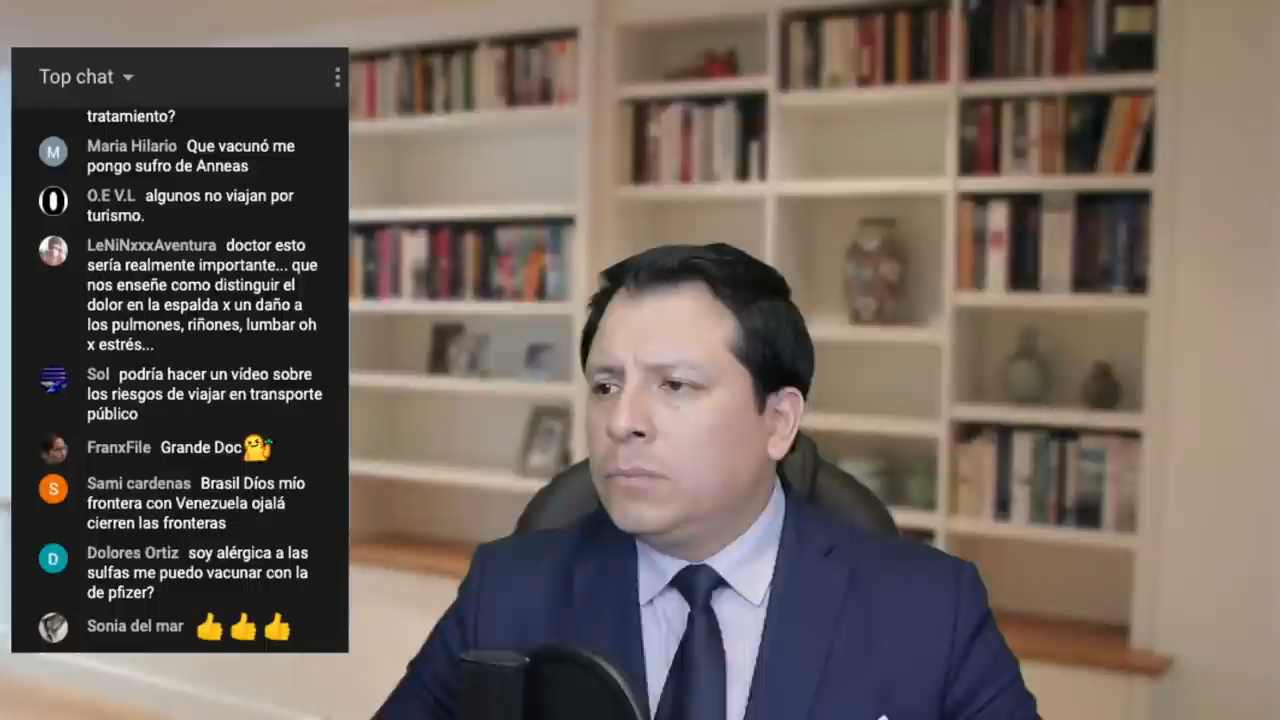 Top chat
tratamiento?
M
Maria Hilario Que vacunó me
pongo sufro de Anneas
O.E V.L algunos no viajan por
turismo.
LeNiNxxxAventura doctor esto
sería realmente importante... que
nos enseñe como distinguir el
dolor en la espalda x un daño a
los pulmones, riñones, lumbar oh
x estrés...
Sol podría hacer un vídeo sobre
los riesgos de viajar en transporte
público
FranxFile Grande Doc
S
Sami cardenas Brasil Díos mío
frontera con Venezuela ojalá
cierren las fronteras
D
Dolores Ortiz soy alérgica a las
sulfas me puedo vacunar con la
de pfizer?
Sonia del mar